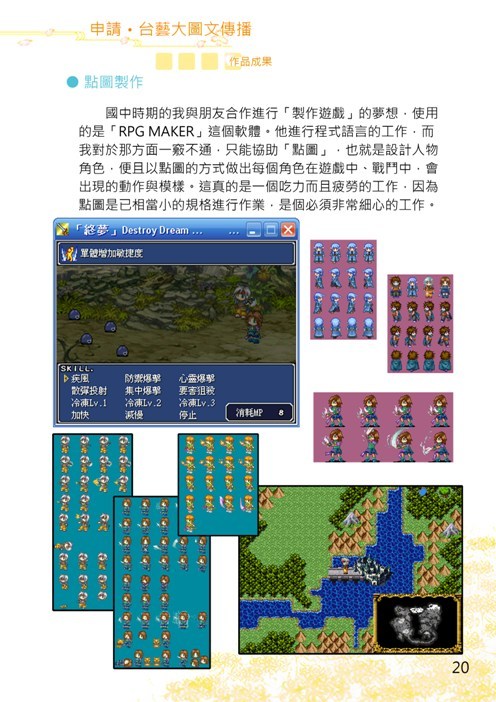 申請‧台藝大圖文傳播
作品成果
● 點圖製作
國中時期的我與朋友合作進行「製作遊戲」的夢想，使用
的是「RPG MAKER」這個軟體。他進行程式語言的工作，而
我對於那方面一竅不通，只能協助「點圖」，也就是設計人物
角色，便且以點圖的方式做出每個角色在遊戲中、戰鬥中，會
出現的動作與模樣。這真的是一個吃力而且疲勞的工作，因為
點圖是已相當小的規格進行作業，是個必須非常細心的工作。
「終夢」Destroy Dream ... ...
單體增加敏捷度
SKILL.
疾風 防禦爆擊 心靈爆擊
散彈投射 集中爆擊 要害狙殺
冷凍Lv.1 冷凍Lv.2 冷凍Lv.3
加快 減慢 停止
消耗MP 8
20